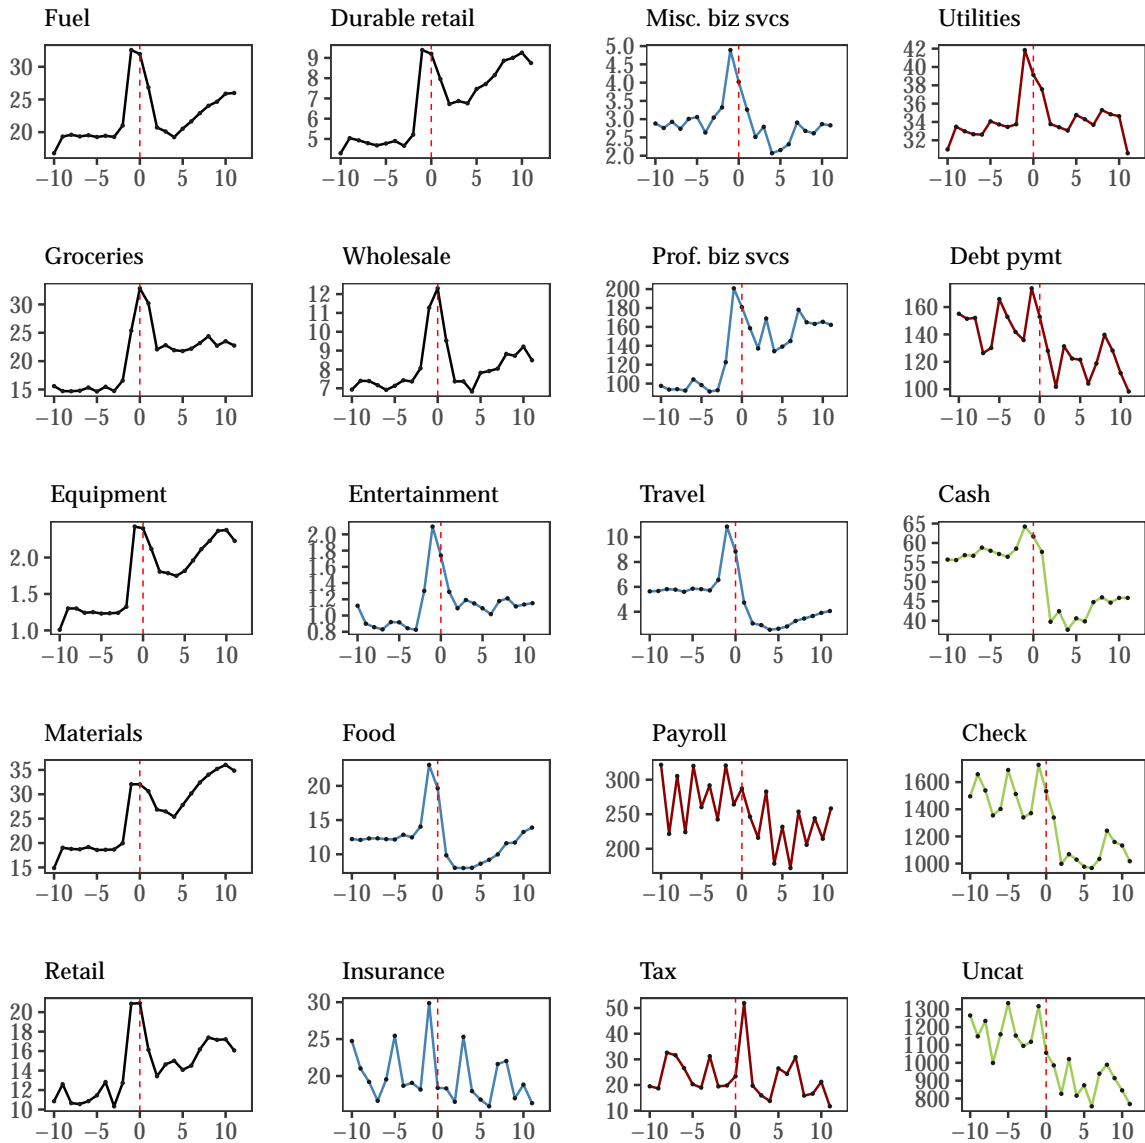 Fuel
30
20
−10 −5 0 5 10
Durable retail
9
8
7
6
5
−10 −5 0 5 10
Misc. biz svcs
5.0
4.5
4.0
3.5
3.0
2.5
2.0
−10 −5 0 5 10
Utilities
42
40
38
36
34
32
−10 −5 0 5 10
Groceries
30
25
20
15
−10 −5 0 5 10
Wholesale
12
11
10
9
8
7
−10 −5 0 5 10
Prof. biz svcs
200
180
160
140
120
100
−10 −5 0 5 10
Debt pymt
160
140
120
100
−10 −5 0 5 10
Equipment
2.0
1.5
1.0
−10 −5 0 5 10
Entertainment
2.0
1.8
1.6
1.4
1.2
1.0
0.8
−10 −5 0 5 10
Travel
10
8
6
4
−10 −5 0 5 10
Cash
65
60
55
50
45
40
−10 −5 0 5 10
Materials
35
30
25
20
15
−10 −5 0 5 10
Food
20
15
10
−10 −5 0 5 10
Payroll
300
250
200
−10 −5 0 5 10
Check
1600
1400
1200
1000
−10 −5 0 5 10
Retail
20
18
16
14
12
10
−10 −5 0 5 10
Insurance
30
25
20
−10 −5 0 5 10
Tax
50
40
30
20
10
−10 −5 0 5 10
Uncat
1300
1200
1100
1000
900
800
−10 −5 0 5 10